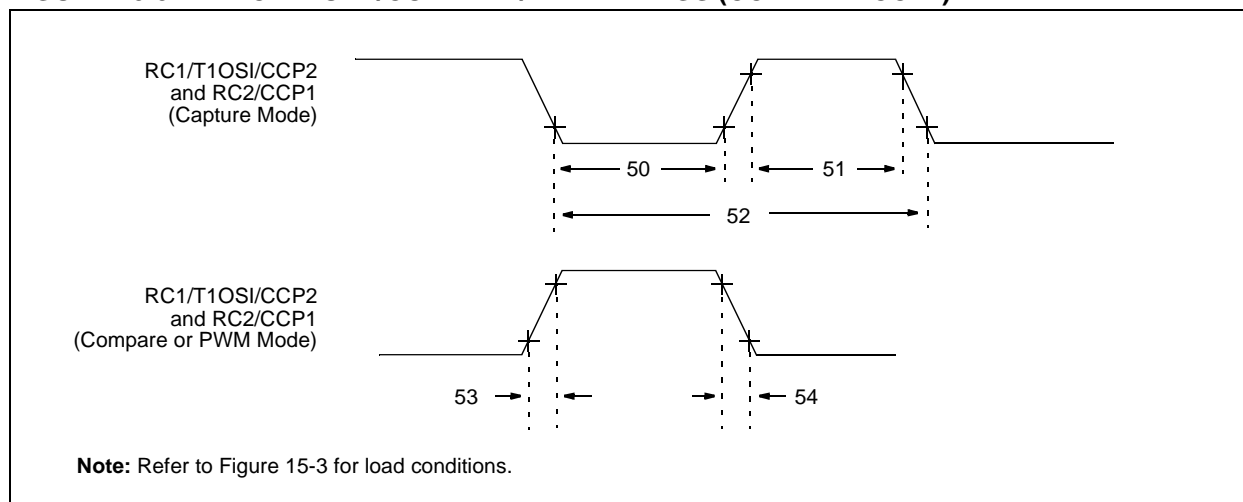 RC1/T1OSI/CCP2
and RC2/CCP1
(Capture Mode)
50
51
52
RC1/T1OSI/CCP2
and RC2/CCP1
(Compare or PWM Mode)
53
54
Note: Refer to Figure 15-3 for load conditions.